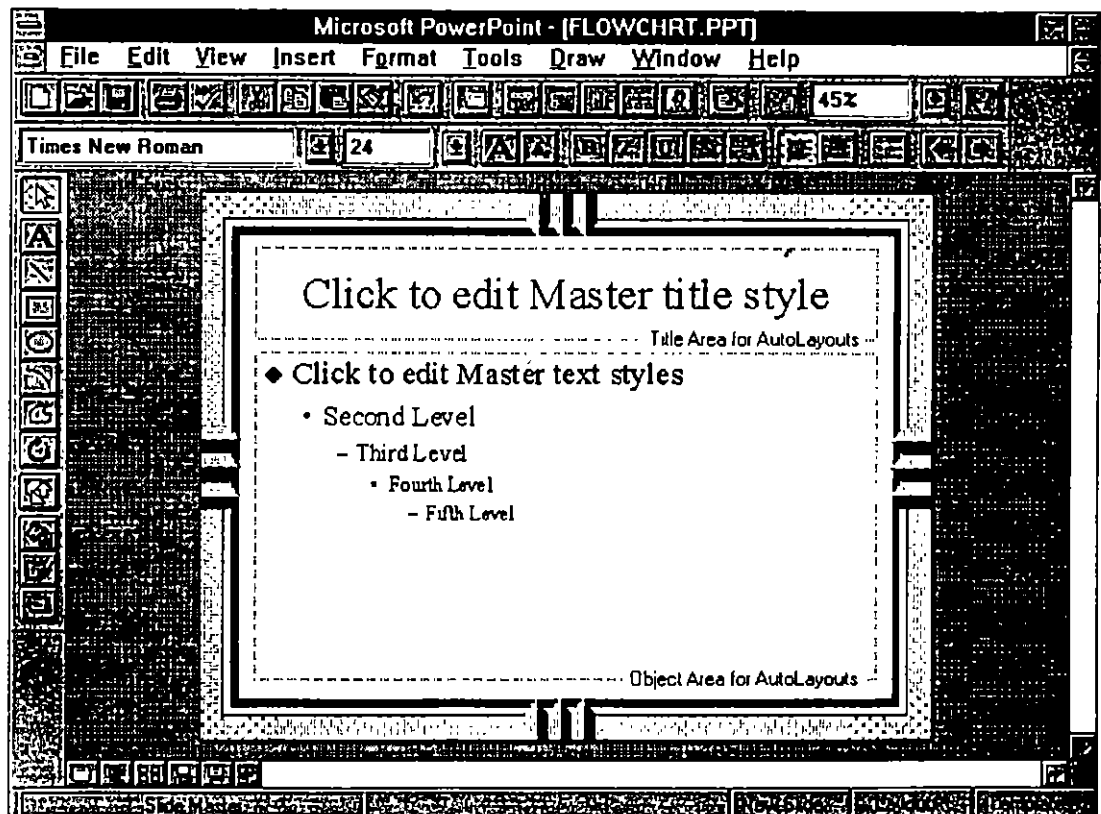 Microsoft PowerPoint - [FLOWCHRT.PPT]
File Edit View Insert Format Tools Draw Window Help
45%
Times New Roman 24
Click to edit Master title style
Title Area for AutoLayouts
◆ Click to edit Master text styles
• Second Level
– Third Level
• Fourth Level
– Fifth Level
Object Area for AutoLayouts
Slide Master